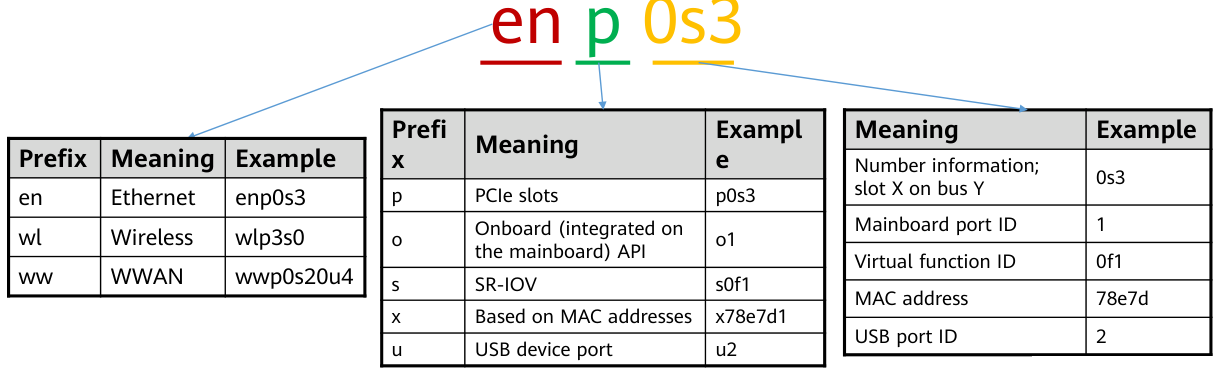 en p 0s3
Prefix Meaning Example
en Ethernet enp0s3
wl Wireless wlp3s0
ww WWAN wwp0s20u4
Prefi
x Meaning Exampl
e
p PCIe slots p0s3
o Onboard (integrated on
the mainboard) API o1
s SR-IOV s0f1
x Based on MAC addresses x78e7d1
u USB device port u2
Meaning Example
Number information;
slot X on bus Y 0s3
Mainboard port ID 1
Virtual function ID 0f1
MAC address 78e7d
USB port ID 2